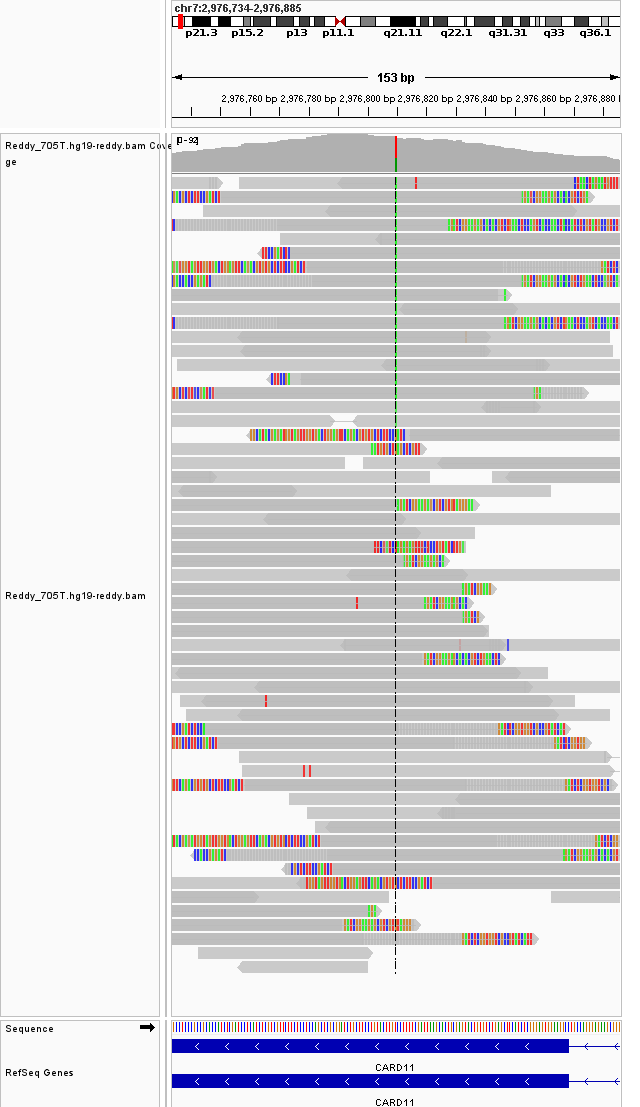 chr7:2,976,734-2,976,885
p21.3 p15.2 p13 p11.1 q21.11 q22.1 q31.31 q33 q36.1
153 bp
2,976,760 bp 2,976,780 bp 2,976,800 bp 2,976,820 bp 2,976,840 bp 2,976,860 bp 2,976,880 b
Reddy_705T.hg19-reddy.bam Cove
ge
[0-92]
Reddy_705T.hg19-reddy.bam
Sequence
RefSeq Genes
CARD11
CARD11